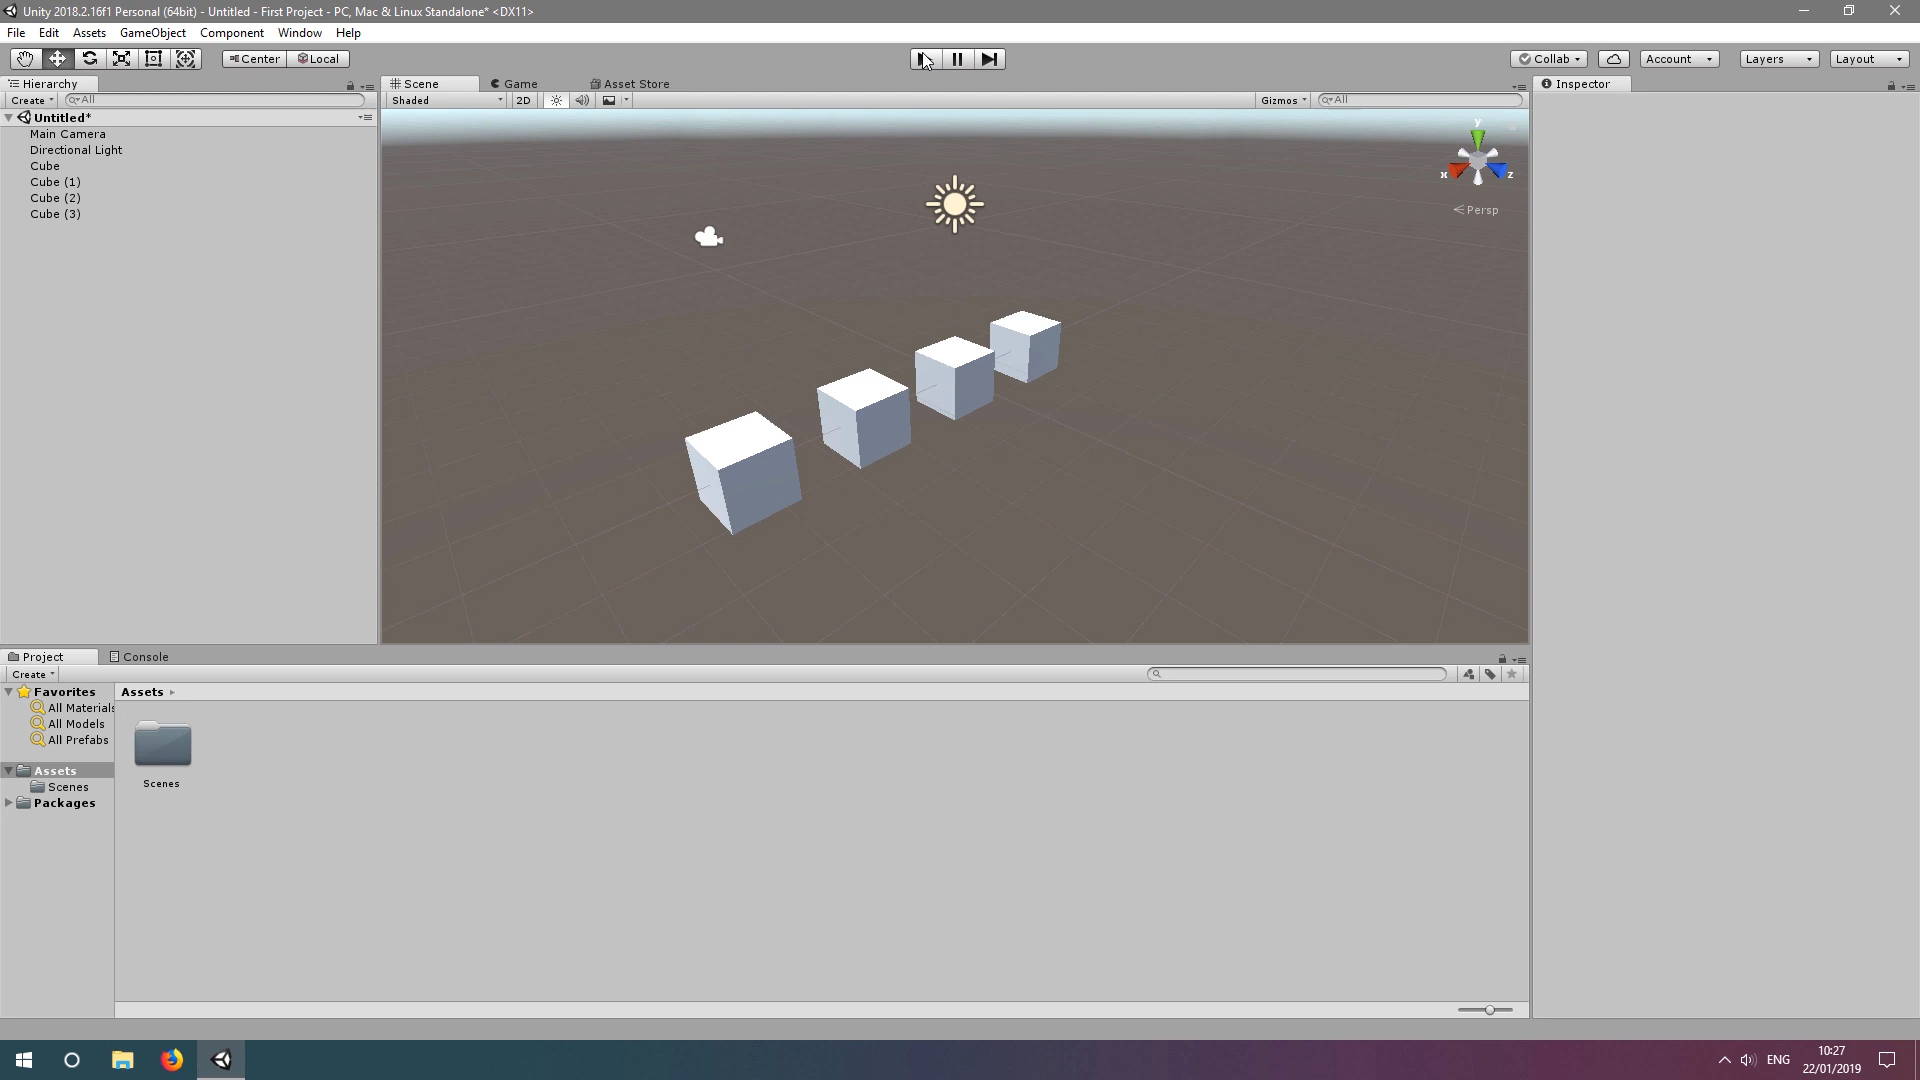 Unity 2018.2.16f1 Personal (64bit) - Untitled - First Project - PC, Mac & Linux Standalone* <DX11>
File Edit Assets GameObject Component Window Help
Center Local Collab Account Layers Layout
Hierarchy
Create All
Untitled*
Main Camera
Directional Light
Cube
Cube (1)
Cube (2)
Cube (3)
Scene Game Asset Store
Shaded 2D Gizmos All
y
x z
Persp
Inspector
Project Console
Create
Favorites
All Materials
All Models
All Prefabs
Assets
Scenes
Packages
Assets
Scenes
ENG
10:27
22/01/2019